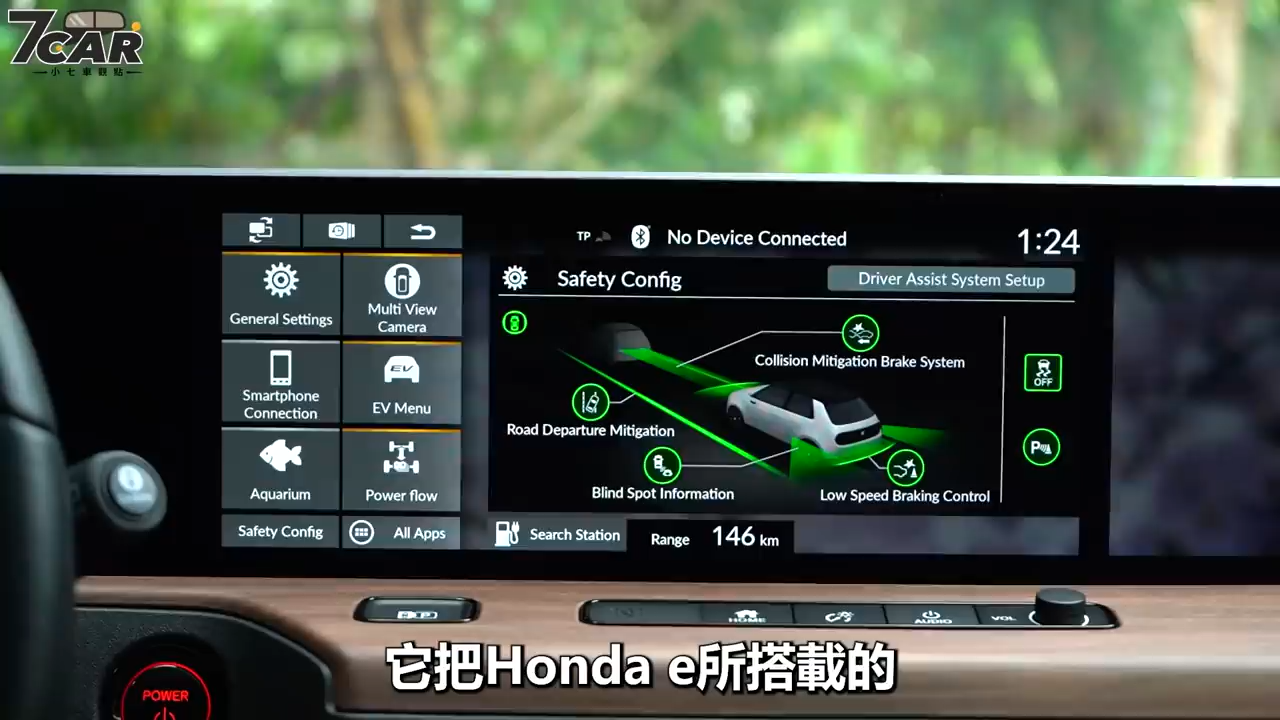 7CAR
小七車觀點
TP
No Device Connected
1:24
General Settings
Multi View
Camera
Smartphone
Connection
EV
EV Menu
Aquarium
Power flow
Safety Config
All Apps
Safety Config
Driver Assist System Setup
Collision Mitigation Brake System
OFF
Road Departure Mitigation
P
Blind Spot Information
Low Speed Braking Control
Search Station
Range 146 km
HOME
AUDIO
VOL
POWER
它把Honda e所搭載的